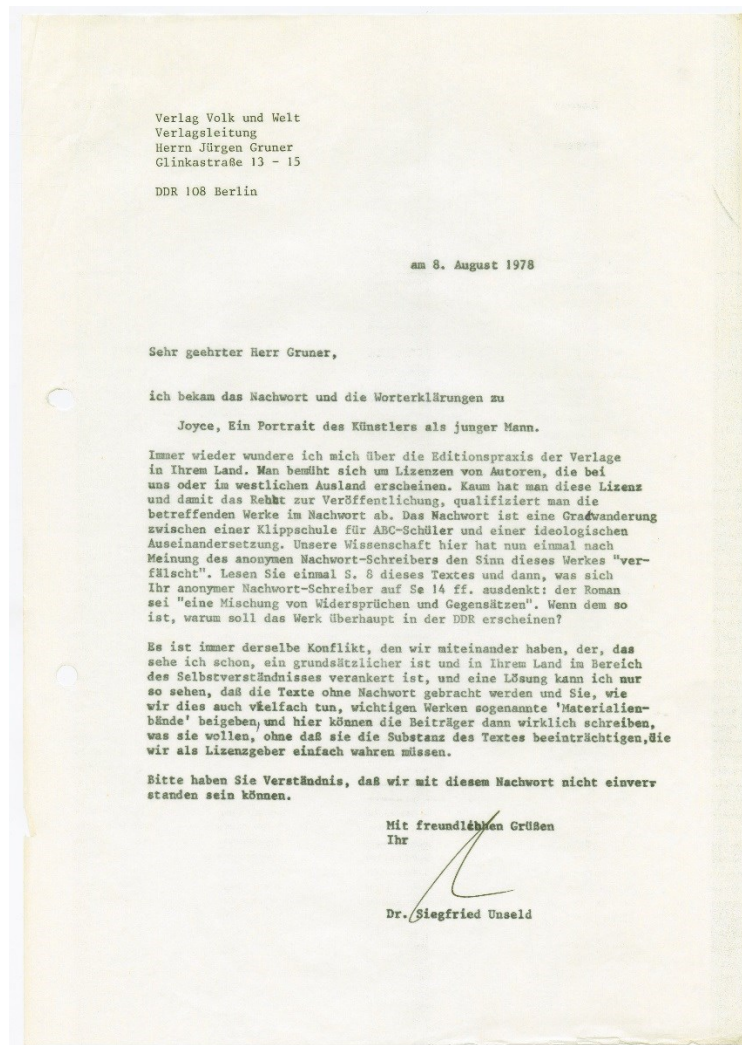 Verlag Volk und Welt
Verlagsleitung
Herrn Jürgen Gruner
Glinkastraße 13 - 15
DDR 108 Berlin
am 8. August 1978
Sehr geehrter Herr Gruner,
ich bekam das Nachwort und die Worterklärungen zu
Joyce, Ein Portrait des Künstlers als junger Mann.
Immer wieder wundere ich mich über die Editionspraxis der Verlage
in Ihrem Land. Man bemüht sich um Lizenzen von Autoren, die bei
uns oder im westlichen Ausland erscheinen. Kaum hat man diese Lizenz
und damit das Recht zur Veröffentlichung, qualifiziert man die
betreffenden Werke im Nachwort ab. Das Nachwort ist eine Gradwanderung
zwischen einer Klippschule für ABC-Schüler und einer ideologischen
Auseinandersetzung. Unsere Wissenschaft hier hat nun einmal nach
Meinung des anonymen Nachwort-Schreibers den Sinn dieses Werkes "ver-
fälscht". Lesen Sie einmal S. 8 dieses Textes und dann, was sich
Ihr anonymer Nachwort-Schreiber auf Se 14 ff. ausdenkt: der Roman
sei "eine Mischung von Widersprüchen und Gegensätzen". Wenn dem so
ist, warum soll das Werk überhaupt in der DDR erscheinen?
Es ist immer derselbe Konflikt, den wir miteinander haben, der, das
sehe ich schon, ein grundsätzlicher ist und in Ihrem Land im Bereich
des Selbstverständnisses verankert ist, und eine Lösung kann ich nur
so sehen, daß die Texte ohne Nachwort gebracht werden und Sie, wie
wir dies auch vielfach tun, wichtigen Werken sogenannte 'Materialien-
bände' beigeben, und hier können die Beiträger dann wirklich schreiben,
was sie wollen, ohne daß sie die Substanz des Textes beeinträchtigen, die
wir als Lizenzgeber einfach wahren müssen.
Bitte haben Sie Verständnis, daß wir mit diesem Nachwort nicht einverr
standen sein können.
Mit freundlichen Grüßen
Ihr
Dr. Siegfried Unseld